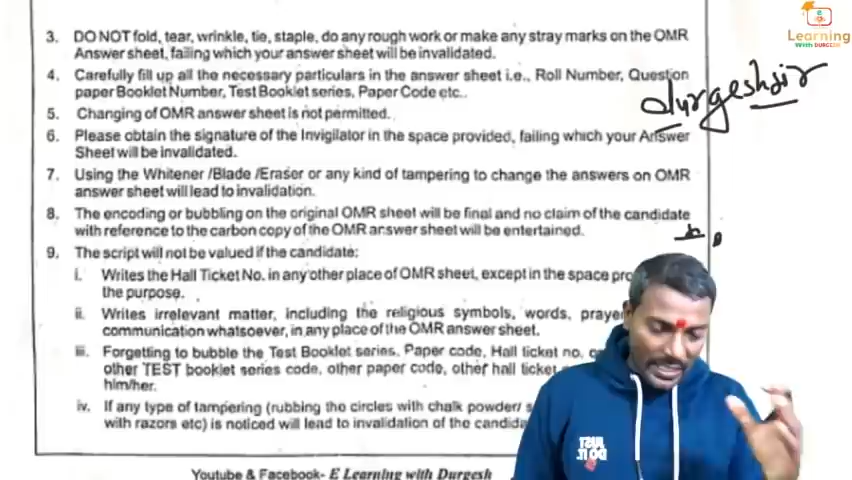 Learning
With DURGESH
3. DO NOT fold, tear, wrinkle, tie, staple, do any rough work or make any stray marks on the OMR
Answer sheet, failing which your answer sheet will be invalidated.
4. Carefully fill up all the necessary particulars in the answer sheet i.e., Roll Number, Question
paper Booklet Number, Test Booklet series, Paper Code etc..
durgeshsir
5. Changing of OMR answer sheet is not permitted.
6. Please obtain the signature of the Invigilator in the space provided, failing which your Answer
Sheet will be invalidated.
7. Using the Whitener /Blade /Eraser or any kind of tampering to change the answers on OMR
answer sheet will lead to invalidation.
8. The encoding or bubbling on the original OMR sheet will be final and no claim of the candidate
with reference to the carbon copy of the OMR answer sheet will be entertained.
9. The script will not be valued if the candidate:
i. Writes the Hall Ticket No. in any other place of OMR sheet, except in the space pro
the purpose.
ii. Writes irrelevant matter, including the religious symbols, words, praye
communication whatsoever, in any place of the OMR answer sheet.
iii. Forgetting to bubble the Test Booklet series, Paper code, Hall ticket no.
other TEST booklet series code, other paper code, other hall ticket
him/her.
iv. If any type of tampering (rubbing the circles with chalk powder/
with razors etc) is noticed will lead to invalidation of the candida
JUST
DO IT.
Youtube & Facebook- E Learning with Durgesh